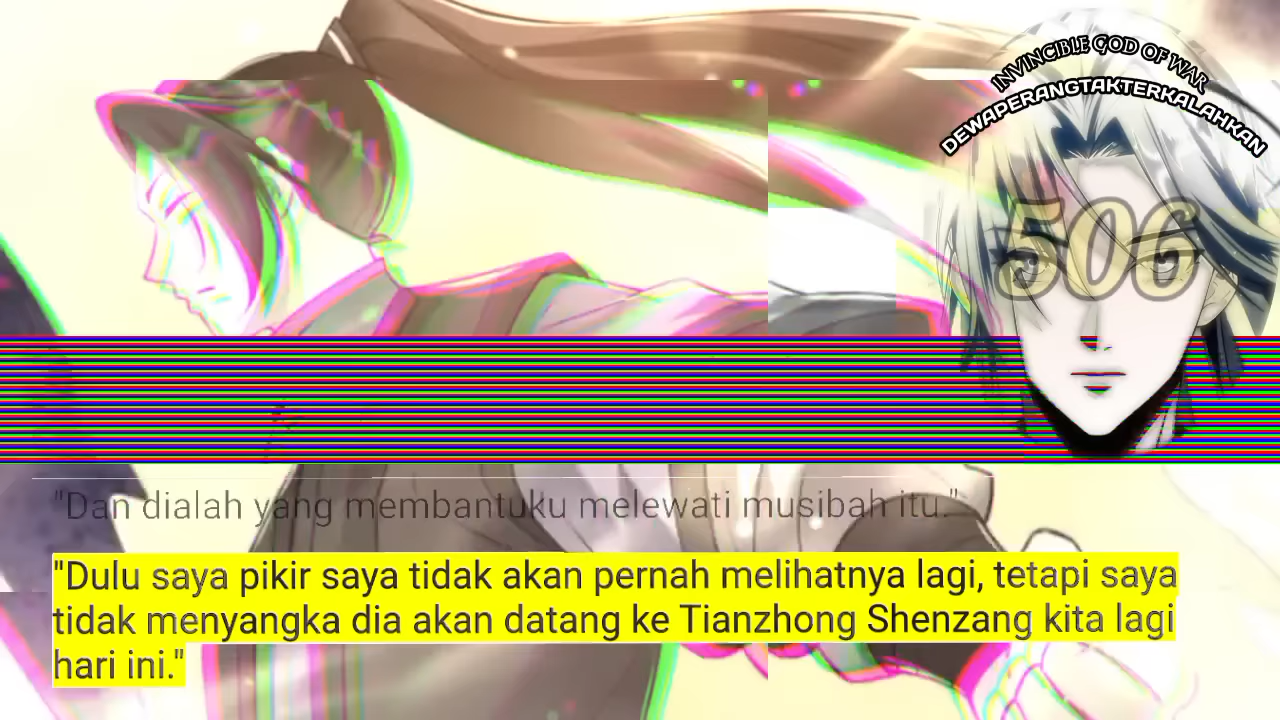 INVINCIBLE GOD OF WAR
DEWAPERANGTAKTERKALAHKAN
506
"Dan dialah yang membantuku melewati musibah itu."
"Dulu saya pikir saya tidak akan pernah melihatnya lagi, tetapi saya
tidak menyangka dia akan datang ke Tianzhong Shenzang kita lagi
hari ini."